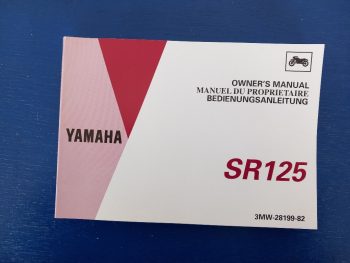 OWNER'S MANUAL
MANUEL DU PROPRIETAIRE
BEDIENUNGSANLEITUNG
YAMAHA
SR125
3MW-28199-82